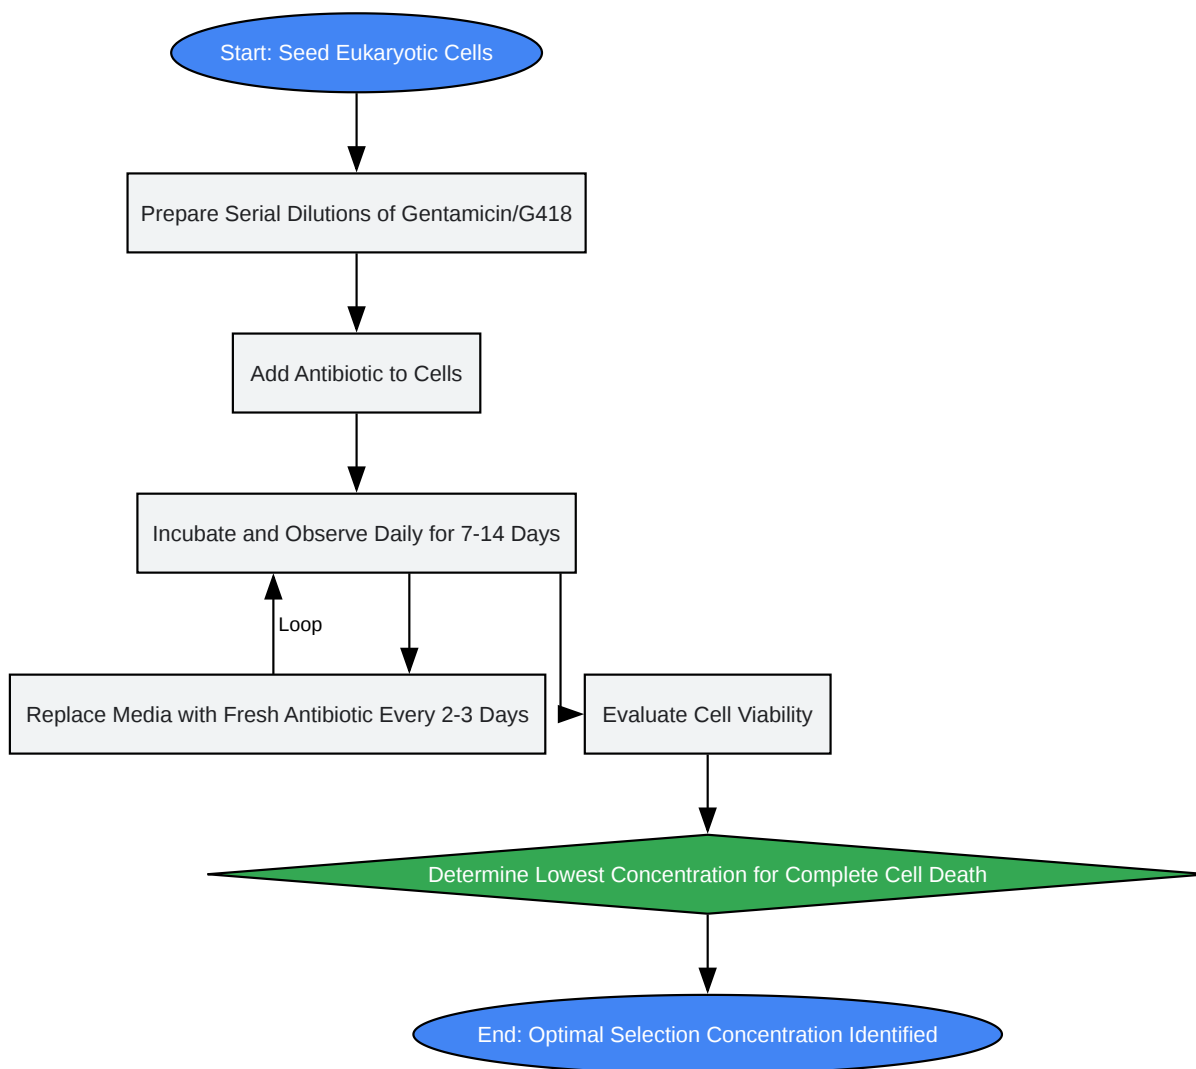 Start: Seed Eukaryotic Cells
Prepare Serial Dilutions of Gentamicin/G418
Add Antibiotic to Cells
Incubate and Observe Daily for 7-14 Days
Loop
Replace Media with Fresh Antibiotic Every 2-3 Days
Evaluate Cell Viability
Determine Lowest Concentration for Complete Cell Death
End: Optimal Selection Concentration Identified